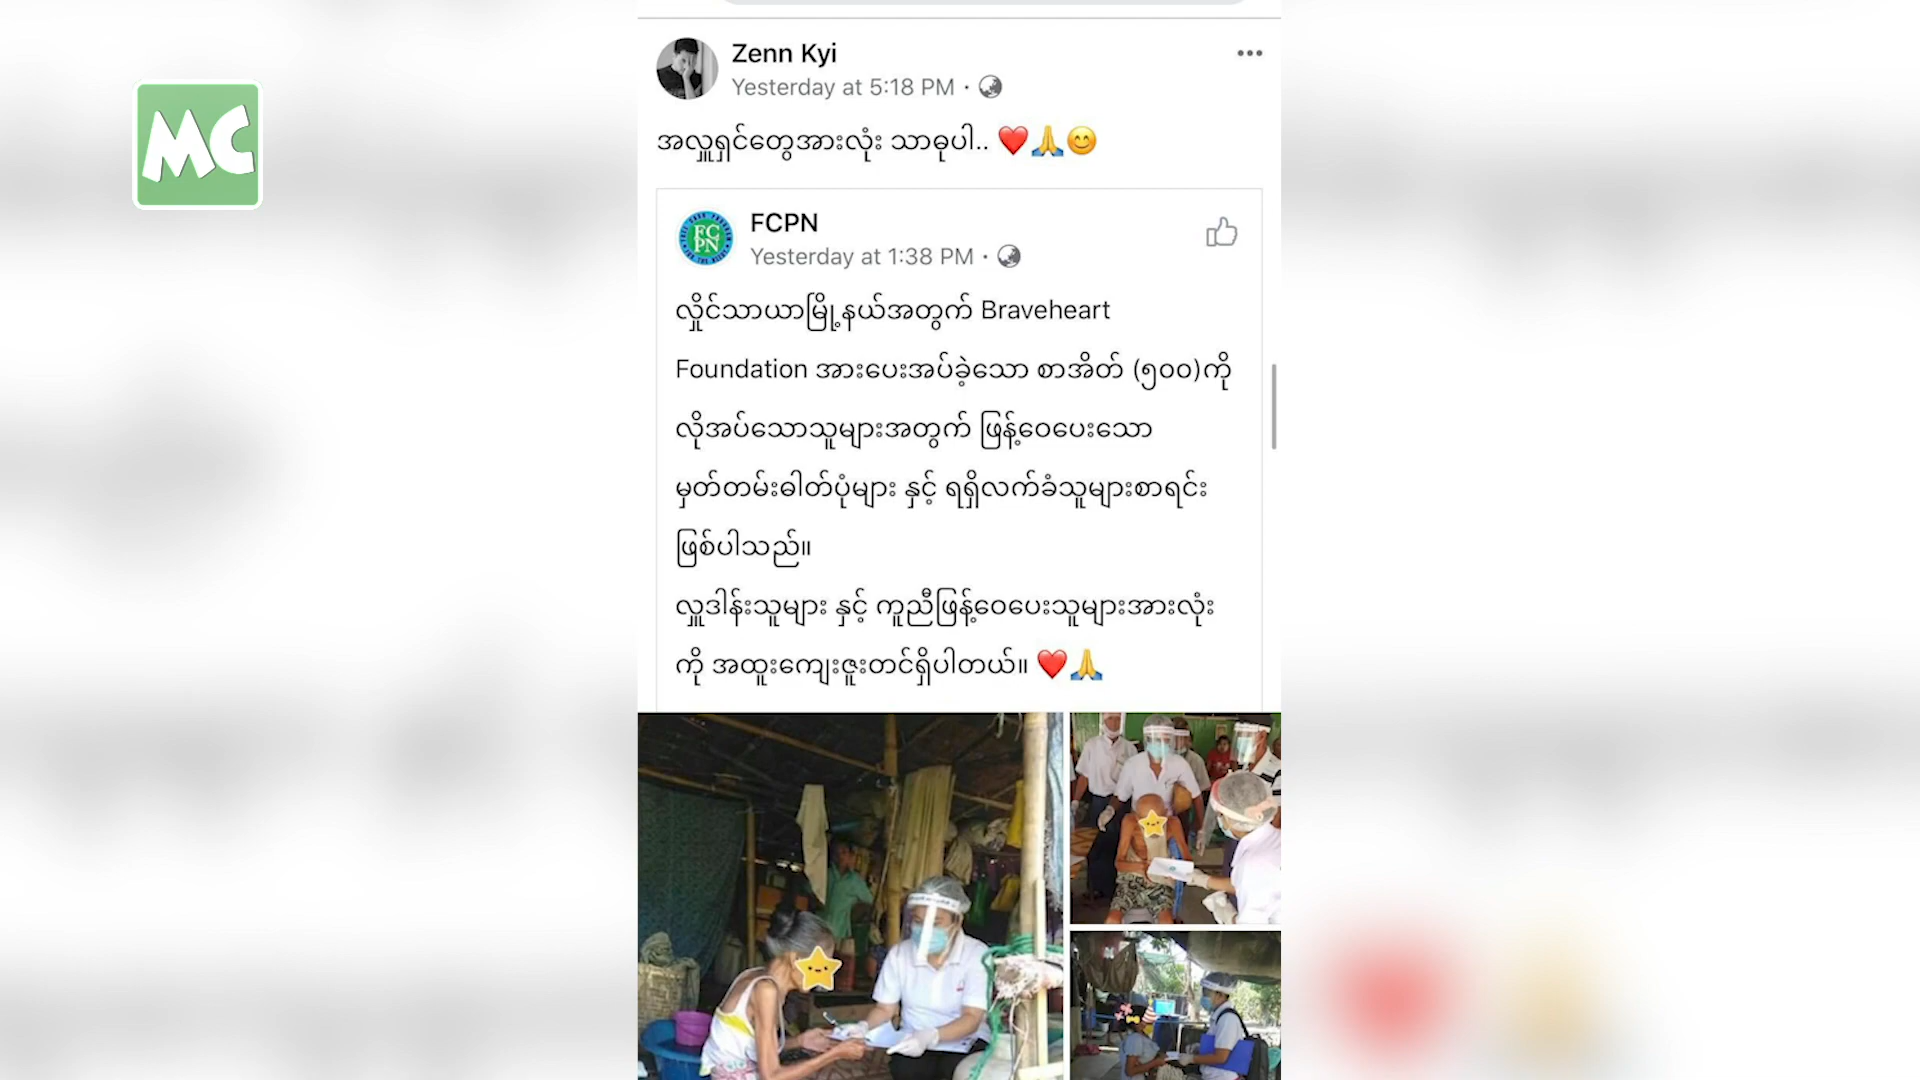 MC
Zenn Kyi
Yesterday at 5:18 PM ·
အလှူရှင်တွေအားလုံး သာဓုပါ.. ❤️🙏😊
FC
PN
FCPN
Yesterday at 1:38 PM ·
လှိုင်သာယာမြို့နယ်အတွက် Braveheart
Foundation အားပေးအပ်ခဲ့သော စာအိတ် (၅၀၀)ကို
လိုအပ်သောသူများအတွက် ဖြန့်ဝေပေးသော
မှတ်တမ်းဓါတ်ပုံများ နှင့် ရရှိလက်ခံသူများစာရင်း
ဖြစ်ပါသည်။
လှူဒါန်းသူများ နှင့် ကူညီဖြန့်ဝေပေးသူများအားလုံး
ကို အထူးကျေးဇူးတင်ရှိပါတယ်။ ❤️🙏